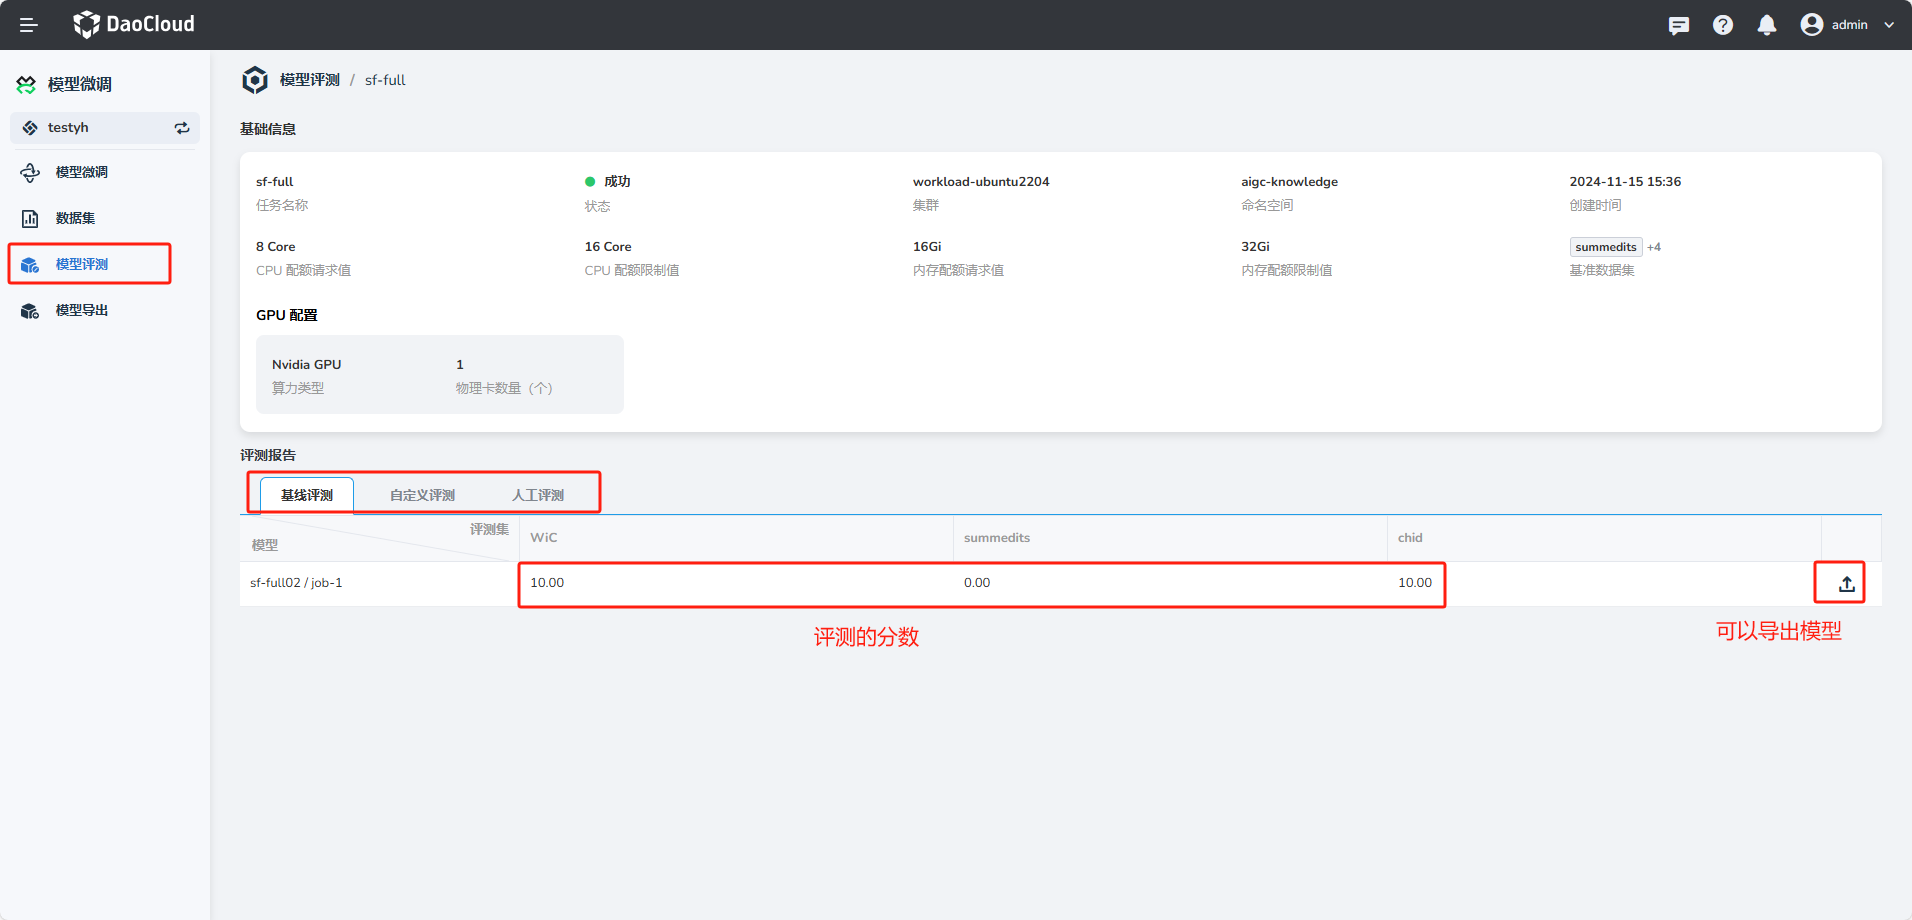 DaoCloud
admin
模型微调
testyh
模型微调
数据集
模型评测
模型导出
模型评测 / sf-full
基础信息
sf-full
任务名称
成功
状态
workload-ubuntu2204
集群
aigc-knowledge
命名空间
2024-11-15 15:36
创建时间
8 Core
CPU 配额请求值
16 Core
CPU 配额限制值
16Gi
内存配额请求值
32Gi
内存配额限制值
summedits +4
基准数据集
GPU 配置
Nvidia GPU
算力类型
1
物理卡数量（个）
评测报告
基线评测 自定义评测 人工评测
评测集
模型
WiC summedits chid
sf-full02 / job-1 10.00 0.00 10.00
评测的分数
可以导出模型